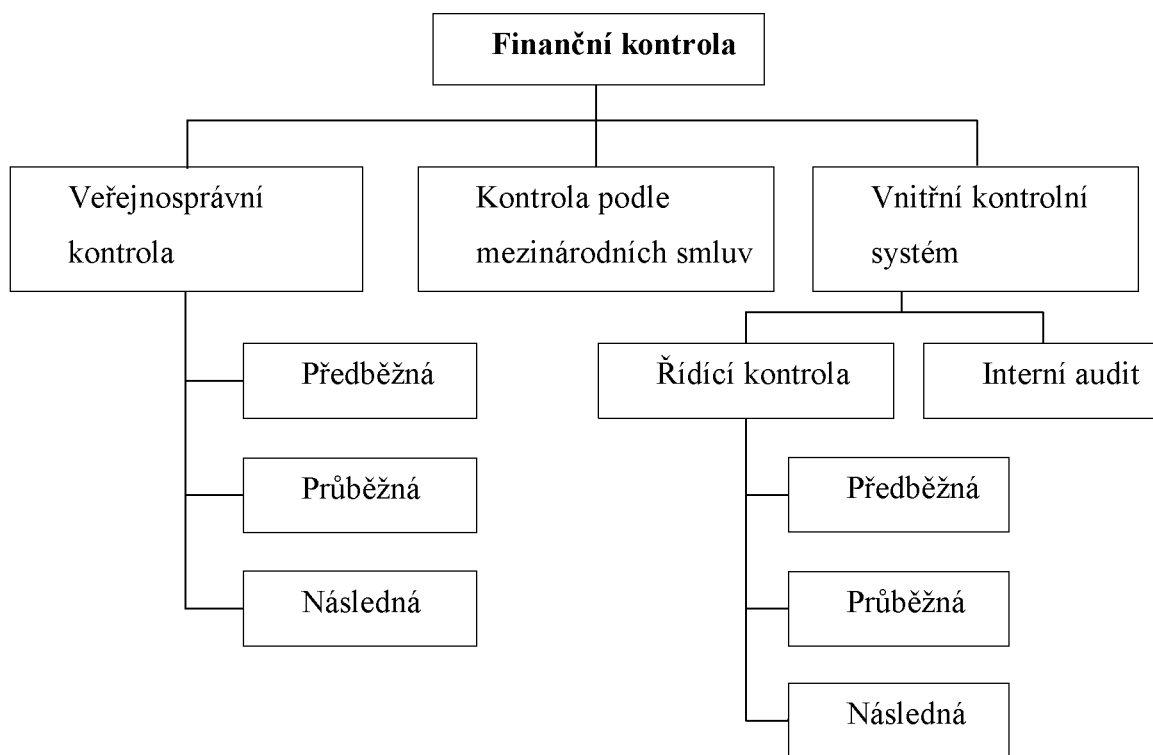 Finanční kontrola
Veřejnosprávní
kontrola
Kontrola podle
mezinárodních smluv
Vnitřní kontrolní
systém
Předběžná
Průběžná
Následná
Řídící kontrola
Interní audit
Předběžná
Průběžná
Následná